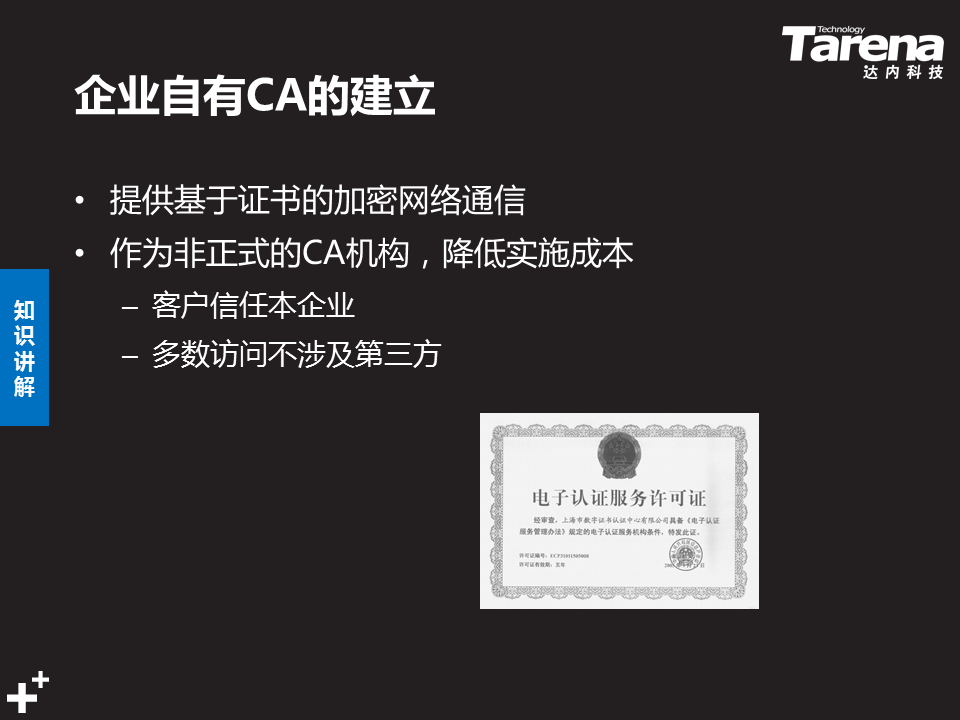 Technology
Tarena
达内科技
企业自有CA的建立
• 提供基于证书的加密网络通信
• 作为非正式的CA机构，降低实施成本
– 客户信任本企业
– 多数访问不涉及第三方
知识讲解
电子认证服务许可证
经审查，上海市数字证书认证中心有限公司具备《电子认证
服务管理办法》规定的电子认证服务机构条件，特发此证。
许可证编号：ECP31011505008
许可证有效期：五年